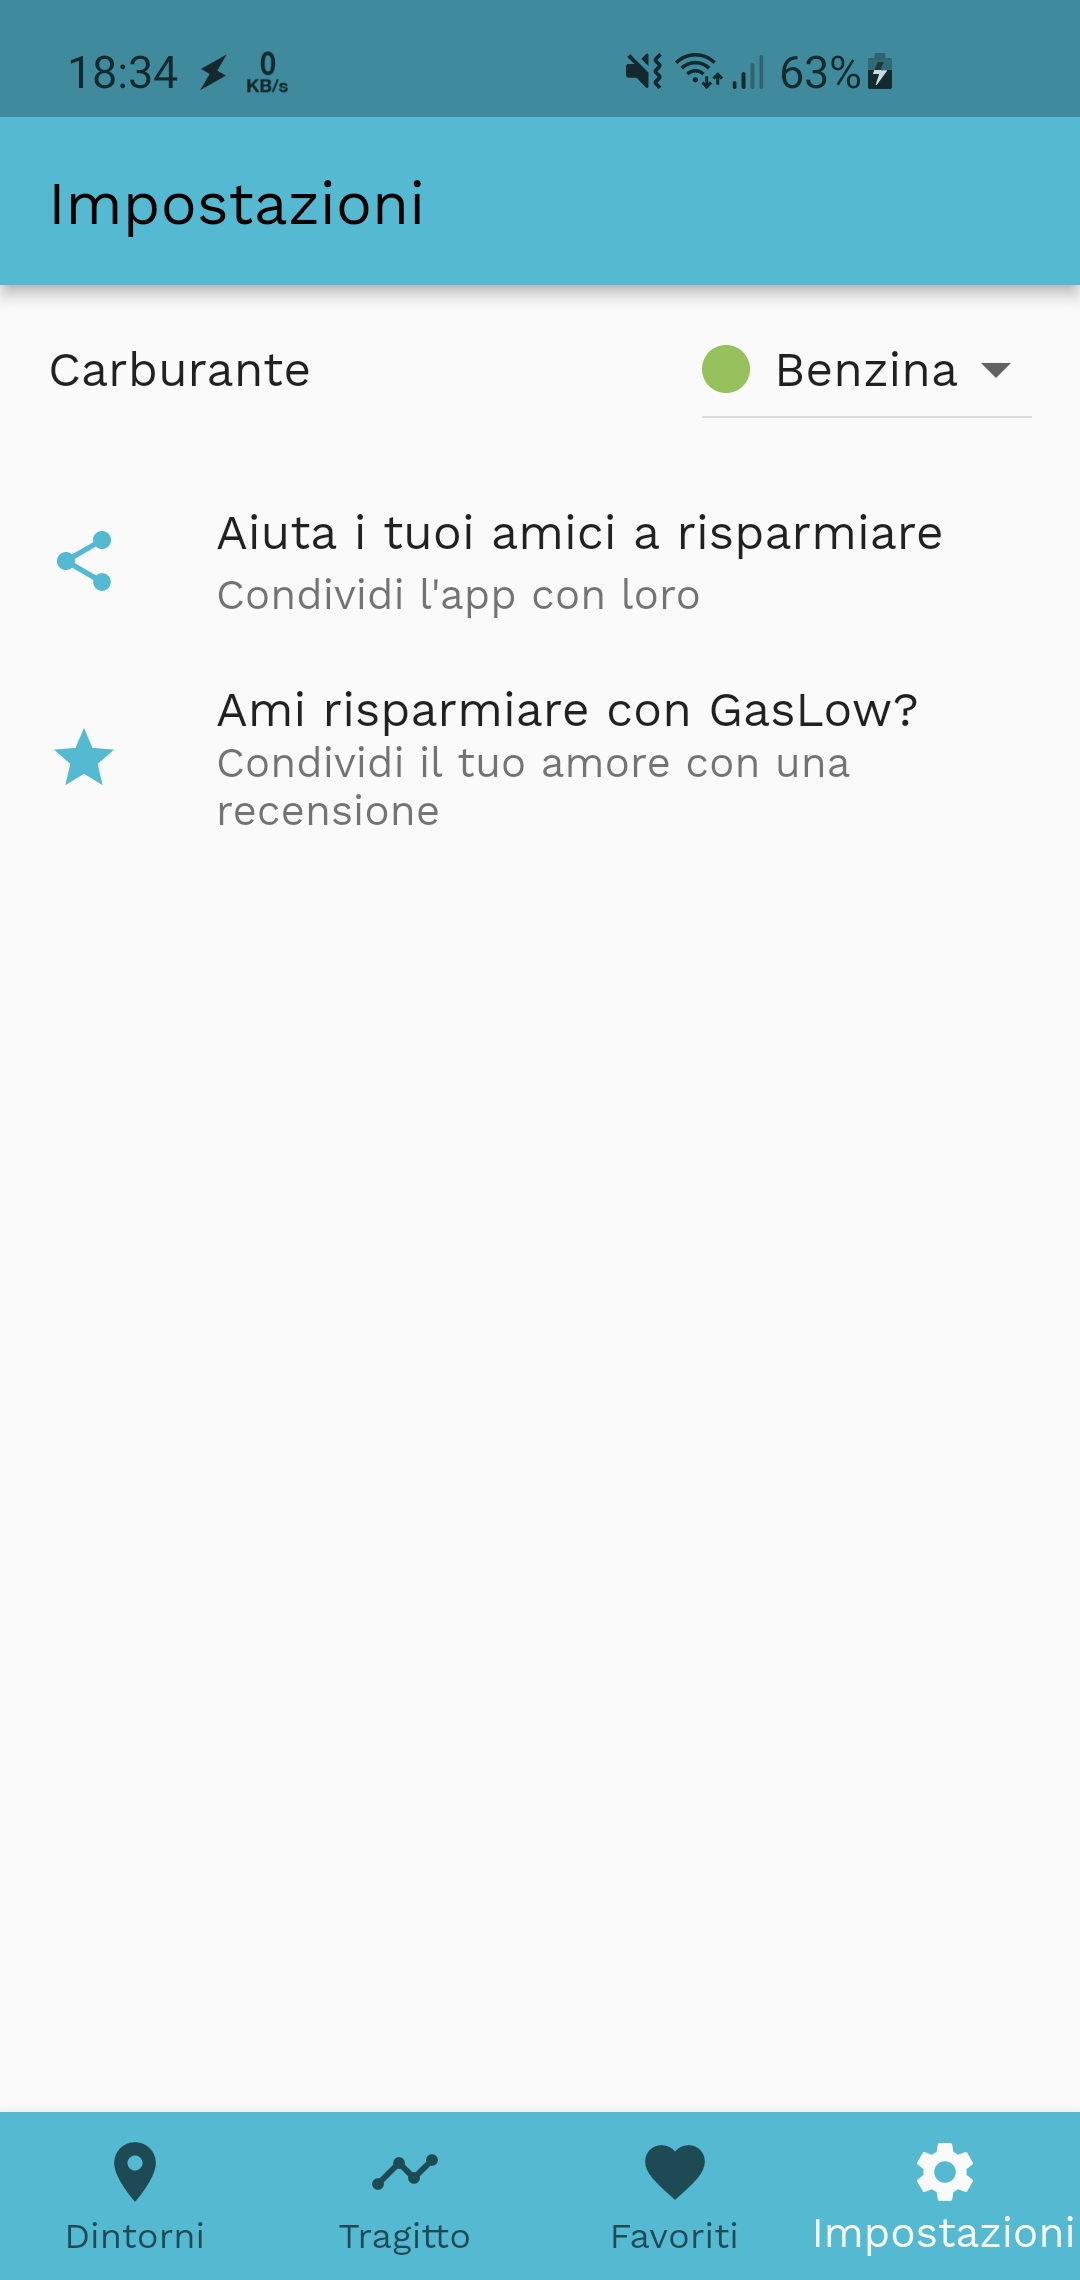 18:34 0 KB/s 63%
Impostazioni
Carburante Benzina
Aiuta i tuoi amici a risparmiare
Condividi l'app con loro
Ami risparmiare con GasLow?
Condividi il tuo amore con una
recensione
Dintorni Tragitto Favoriti Impostazioni